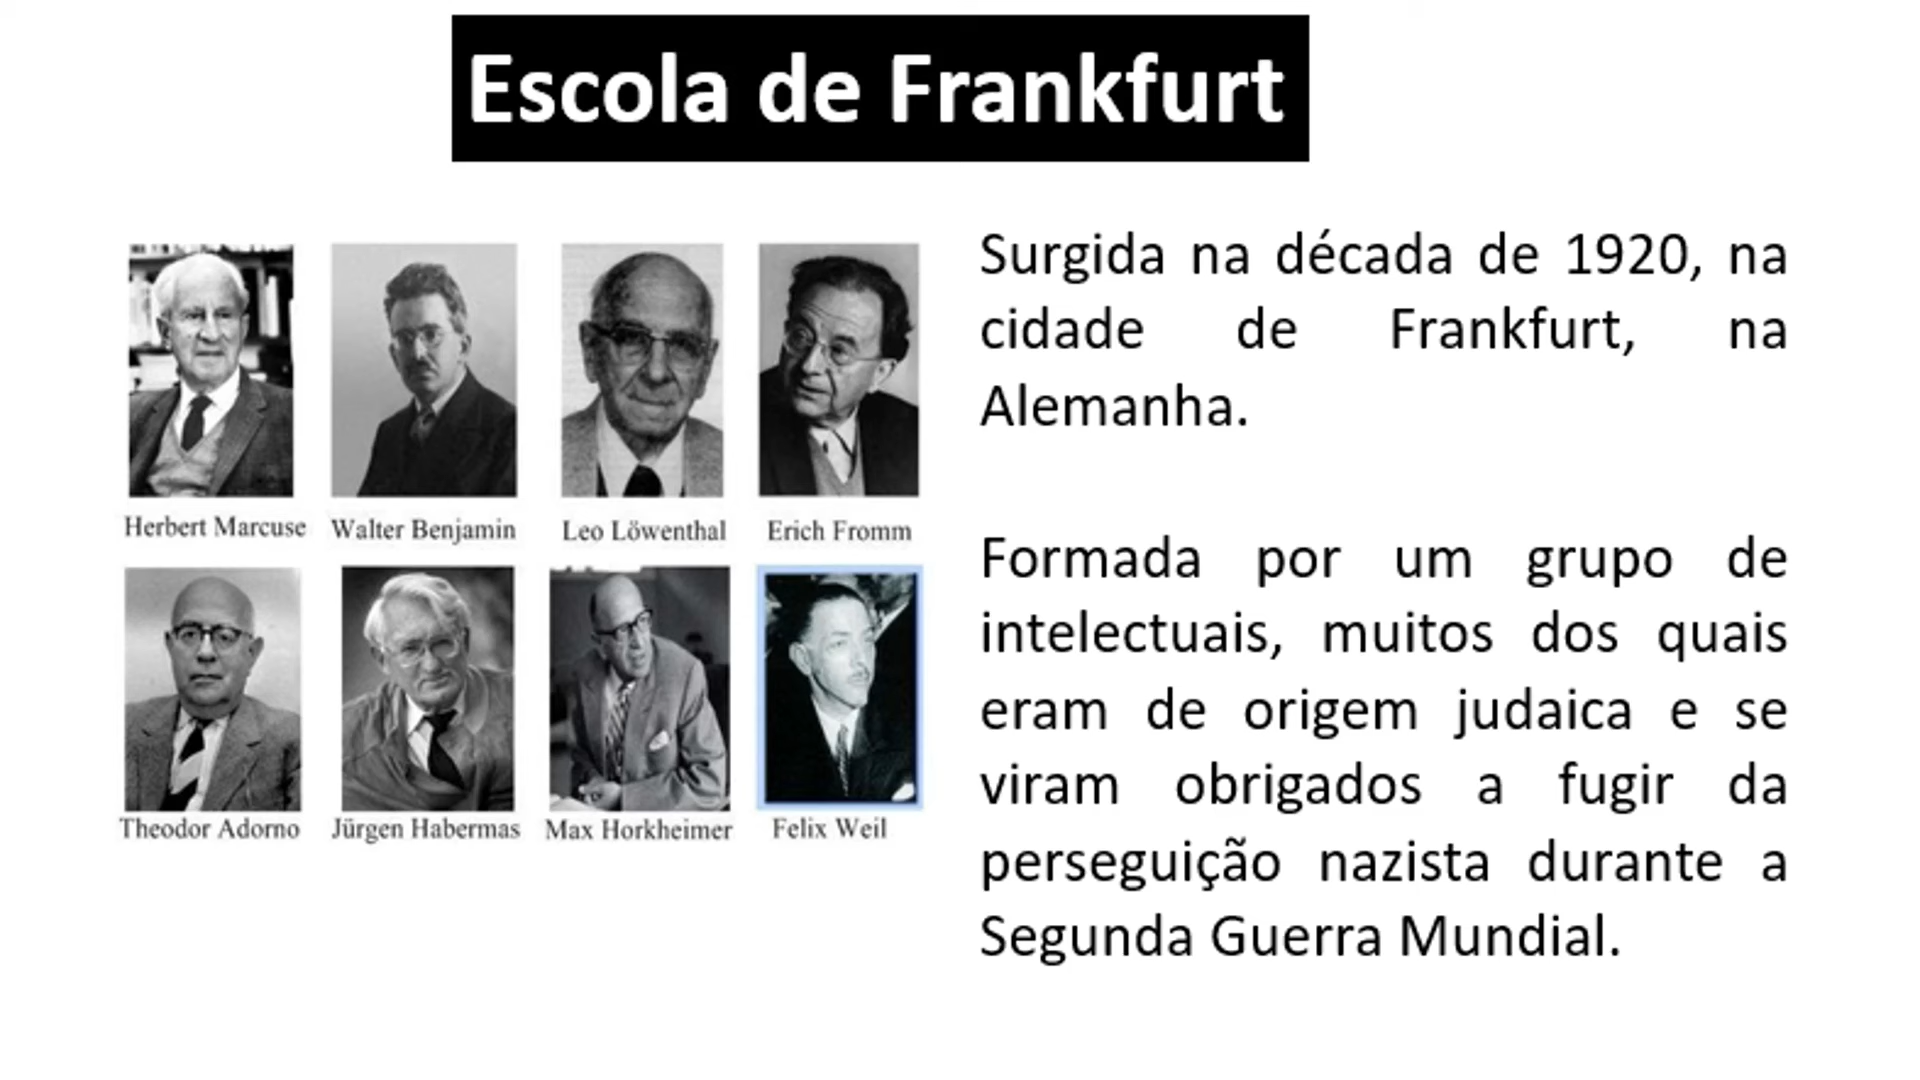 Escola de Frankfurt
Herbert Marcuse
Walter Benjamin
Leo Löwenthal
Erich Fromm
Theodor Adorno
Jürgen Habermas
Max Horkheimer
Felix Weil
Surgida na década de 1920, na
cidade de Frankfurt, na
Alemanha.
Formada por um grupo de
intelectuais, muitos dos quais
eram de origem judaica e se
viram obrigados a fugir da
perseguição nazista durante a
Segunda Guerra Mundial.